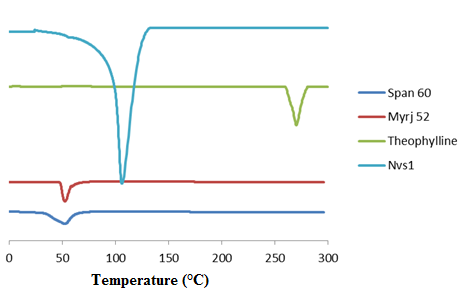 Span 60
Myrj 52
Theophylline
Nvs1
0 50 100 150 200 250 300
Temperature (°C)